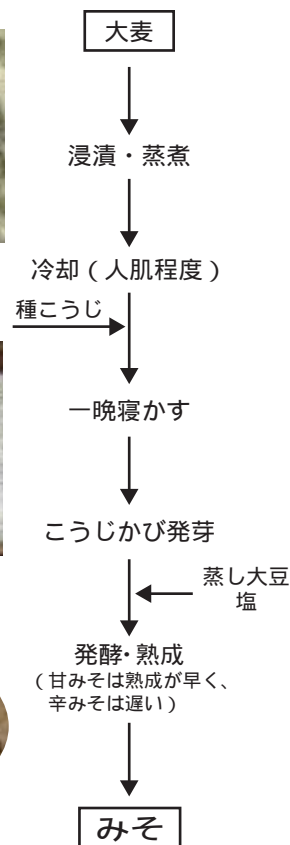 大麦
浸漬・蒸煮
冷却（人肌程度）
種こうじ
一晩寝かす
こうじかび発芽
蒸し大豆
塩
発酵・熟成
（甘みそは熟成が早く、
辛みそは遅い）
みそ